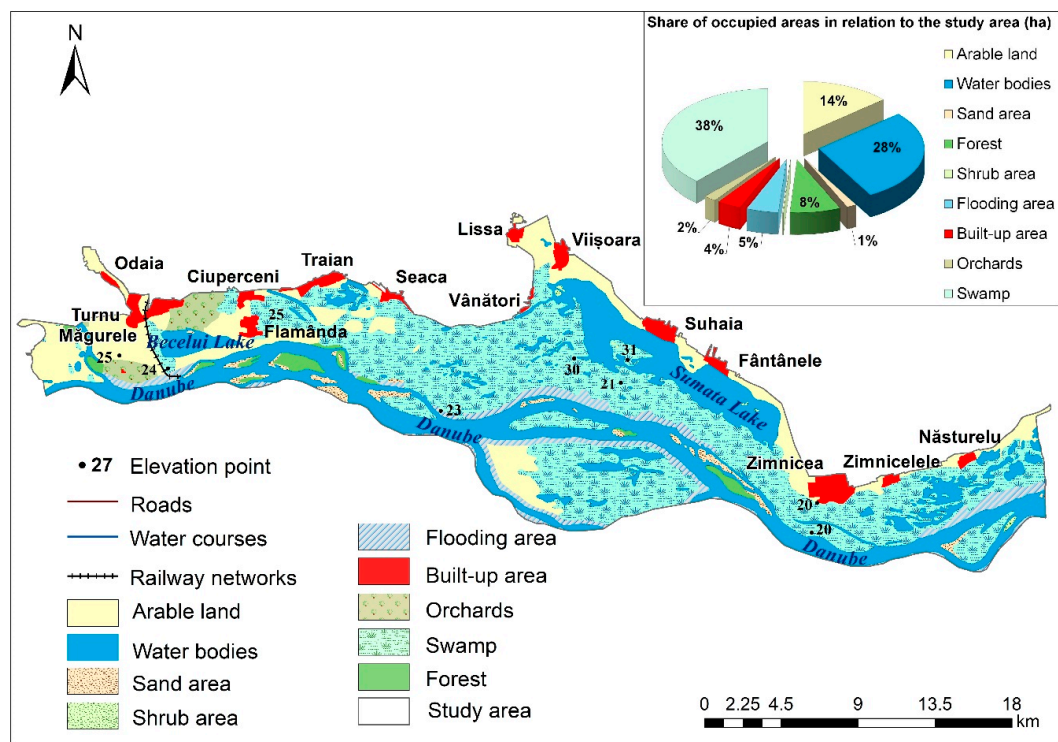 Share of occupied areas in relation to the study area (ha)
N
Arable land
Water bodies
Sand area
Forest
Shrub area
Flooding area
Built-up area
Orchards
Swamp
14%
38%
28%
8%
2%
4%
5%
1%
Lissa
Viișoara
Odaia
Ciuperceni
Traian
Seaca
Vânători
Turnu
Măgurele
25
Flamânda
Becelui Lake
Suhaia
25
24
31
30
21
Fântânele
Danube
23
Sumata Lake
Danube
Năsturelu
Zimnicea
Zimnicelele
20
20
Danube
27 Elevation point
Roads
Water courses
Railway networks
Arable land
Water bodies
Sand area
Shrub area
Flooding area
Built-up area
Orchards
Swamp
Forest
Study area
0 2.25 4.5 9 13.5 18
km